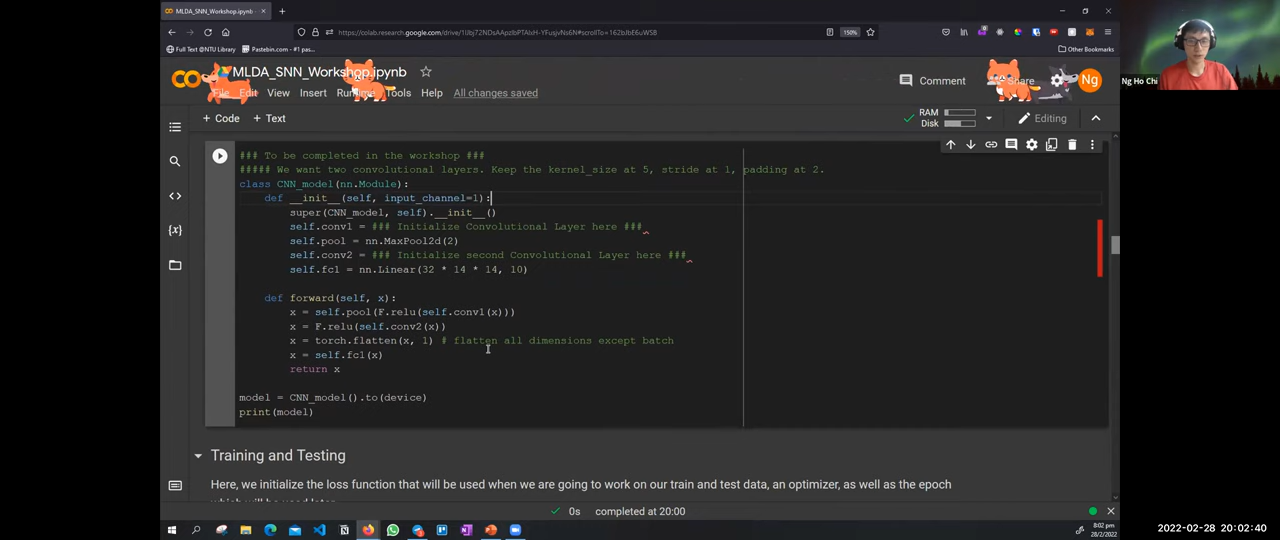 MLDA_SNN_Workshop.ipynb
https://colab.research.google.com/drive/
150%
Full Text @NTU Library
Pastebin.com - #1 pas...
Other Bookmarks
MLDA_SNN_Workshop.ipynb
Comment
Share
Ng
Ng Ho Chi
File Edit View Insert Runtime Tools Help All changes saved
+ Code + Text
RAM
Disk
Editing
### To be completed in the workshop ###
##### We want two convolutional layers. Keep the kernel_size at 5, stride at 1, padding at 2.
class CNN_model(nn.Module):
def __init__(self, input_channel=1):
super(CNN_model, self).__init__()
self.conv1 = ### Initialize Convolutional Layer here ###
self.pool = nn.MaxPool2d(2)
self.conv2 = ### Initialize second Convolutional Layer here ###
self.fc1 = nn.Linear(32 * 14 * 14, 10)
def forward(self, x):
x = self.pool(F.relu(self.conv1(x)))
x = F.relu(self.conv2(x))
x = torch.flatten(x, 1) # flatten all dimensions except batch
x = self.fc1(x)
return x
model = CNN_model().to(device)
print(model)
Training and Testing
Here, we initialize the loss function that will be used when we are going to work on our train and test data, an optimizer, as well as the epoch
which will be used later
0s completed at 20:00
8:02 pm
28/2/2022
2022-02-28 20:02:40